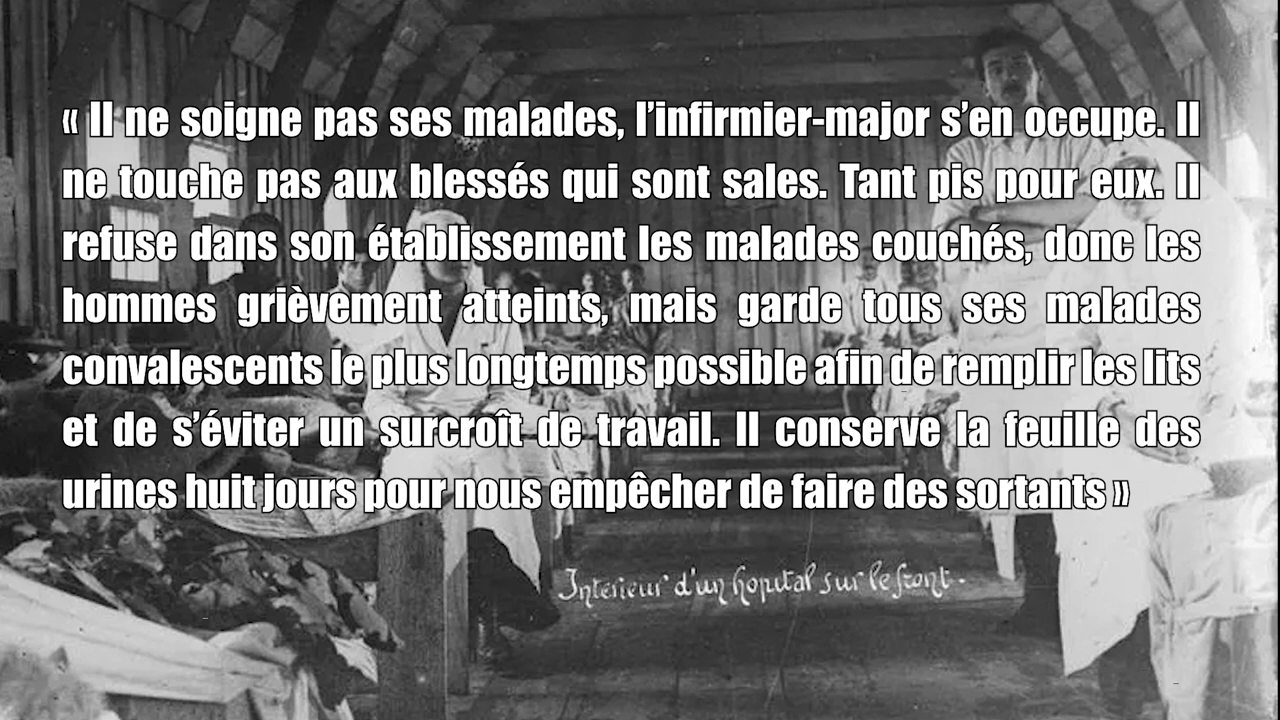 « Il ne soigne pas ses malades, l’infirmier-major s’en occupe. Il
ne touche pas aux blessés qui sont sales. Tant pis pour eux. Il
refuse dans son établissement les malades couchés, donc les
hommes grièvement atteints, mais garde tous ses malades
convalescents le plus longtemps possible afin de remplir les lits
et de s’éviter un surcroît de travail. Il conserve la feuille des
urines huit jours pour nous empêcher de faire des sortants »
Interieur d'un hopital sur le front.